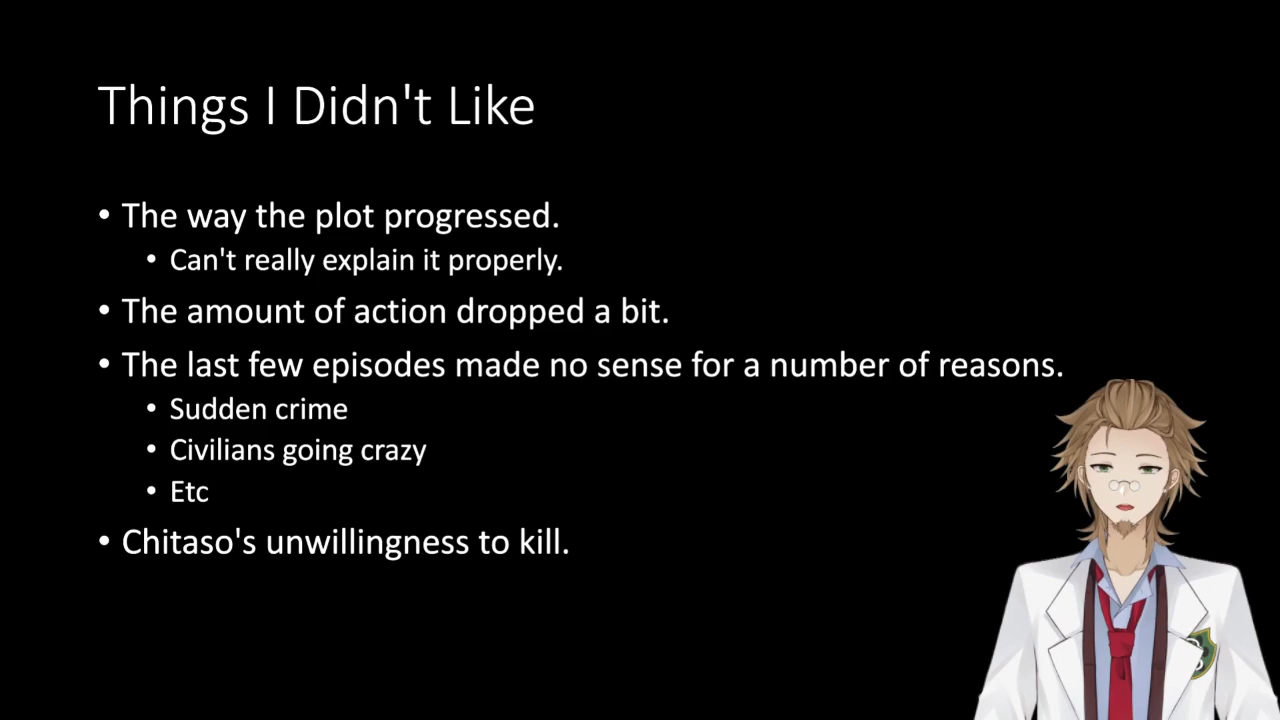 Things I Didn't Like
• The way the plot progressed.
• Can't really explain it properly.
• The amount of action dropped a bit.
• The last few episodes made no sense for a number of reasons.
• Sudden crime
• Civilians going crazy
• Etc
• Chitaso's unwillingness to kill.